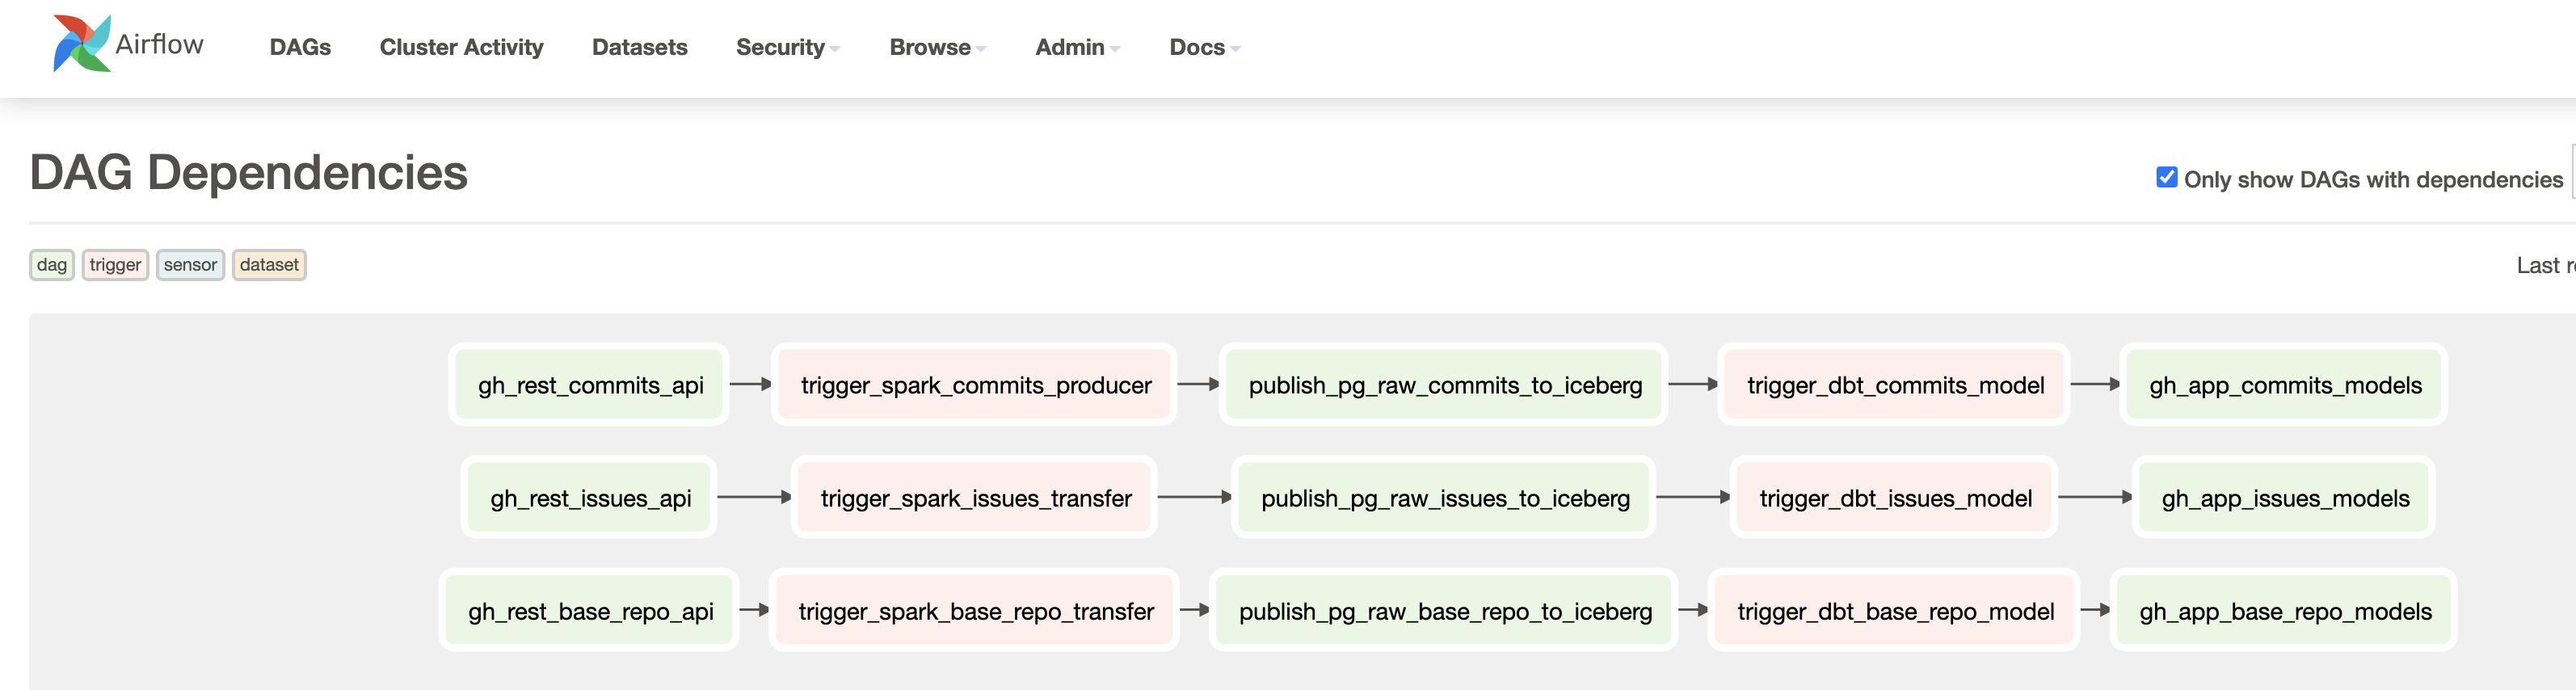 Airflow DAGs Cluster Activity Datasets Security Browse Admin Docs
DAG Dependencies
Only show DAGs with dependencies
dag trigger sensor dataset
Last r
gh_rest_commits_api trigger_spark_commits_producer publish_pg_raw_commits_to_iceberg trigger_dbt_commits_model gh_app_commits_models
gh_rest_issues_api trigger_spark_issues_transfer publish_pg_raw_issues_to_iceberg trigger_dbt_issues_model gh_app_issues_models
gh_rest_base_repo_api trigger_spark_base_repo_transfer publish_pg_raw_base_repo_to_iceberg trigger_dbt_base_repo_model gh_app_base_repo_models